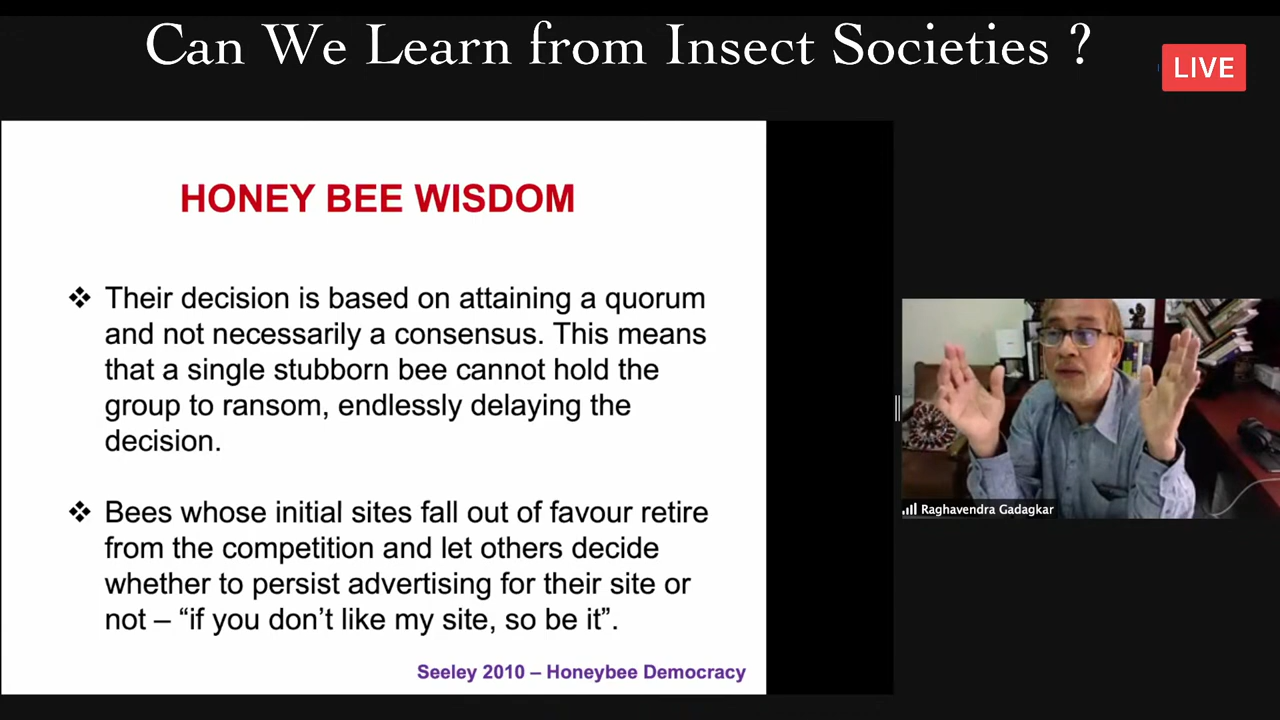 Can We Learn from Insect Societies ?
LIVE
HONEY BEE WISDOM
❖ Their decision is based on attaining a quorum
and not necessarily a consensus. This means
that a single stubborn bee cannot hold the
group to ransom, endlessly delaying the
decision.
❖ Bees whose initial sites fall out of favour retire
from the competition and let others decide
whether to persist advertising for their site or
not – “if you don’t like my site, so be it”.
Seeley 2010 – Honeybee Democracy
Raghavendra Gadagkar